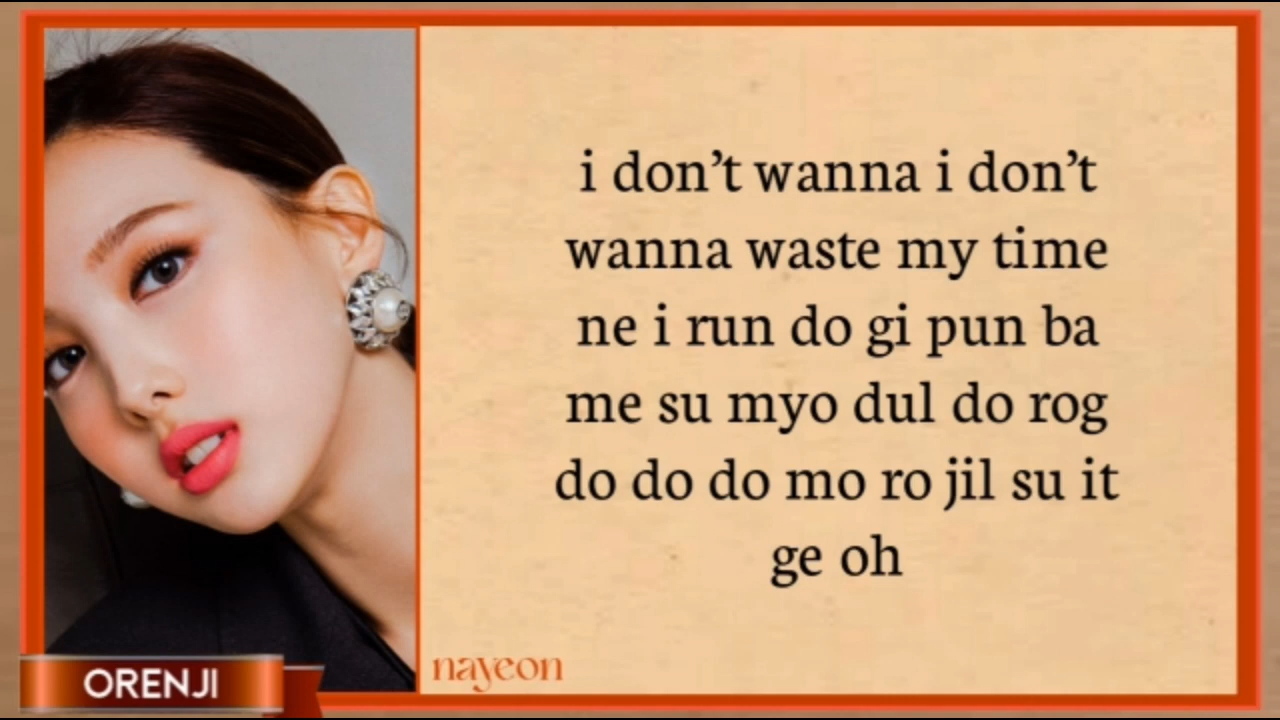 i don’t wanna i don’t
wanna waste my time
ne i run do gi pun ba
me su myo dul do rog
do do do mo ro jil su it
ge oh
nayeon
ORENJI